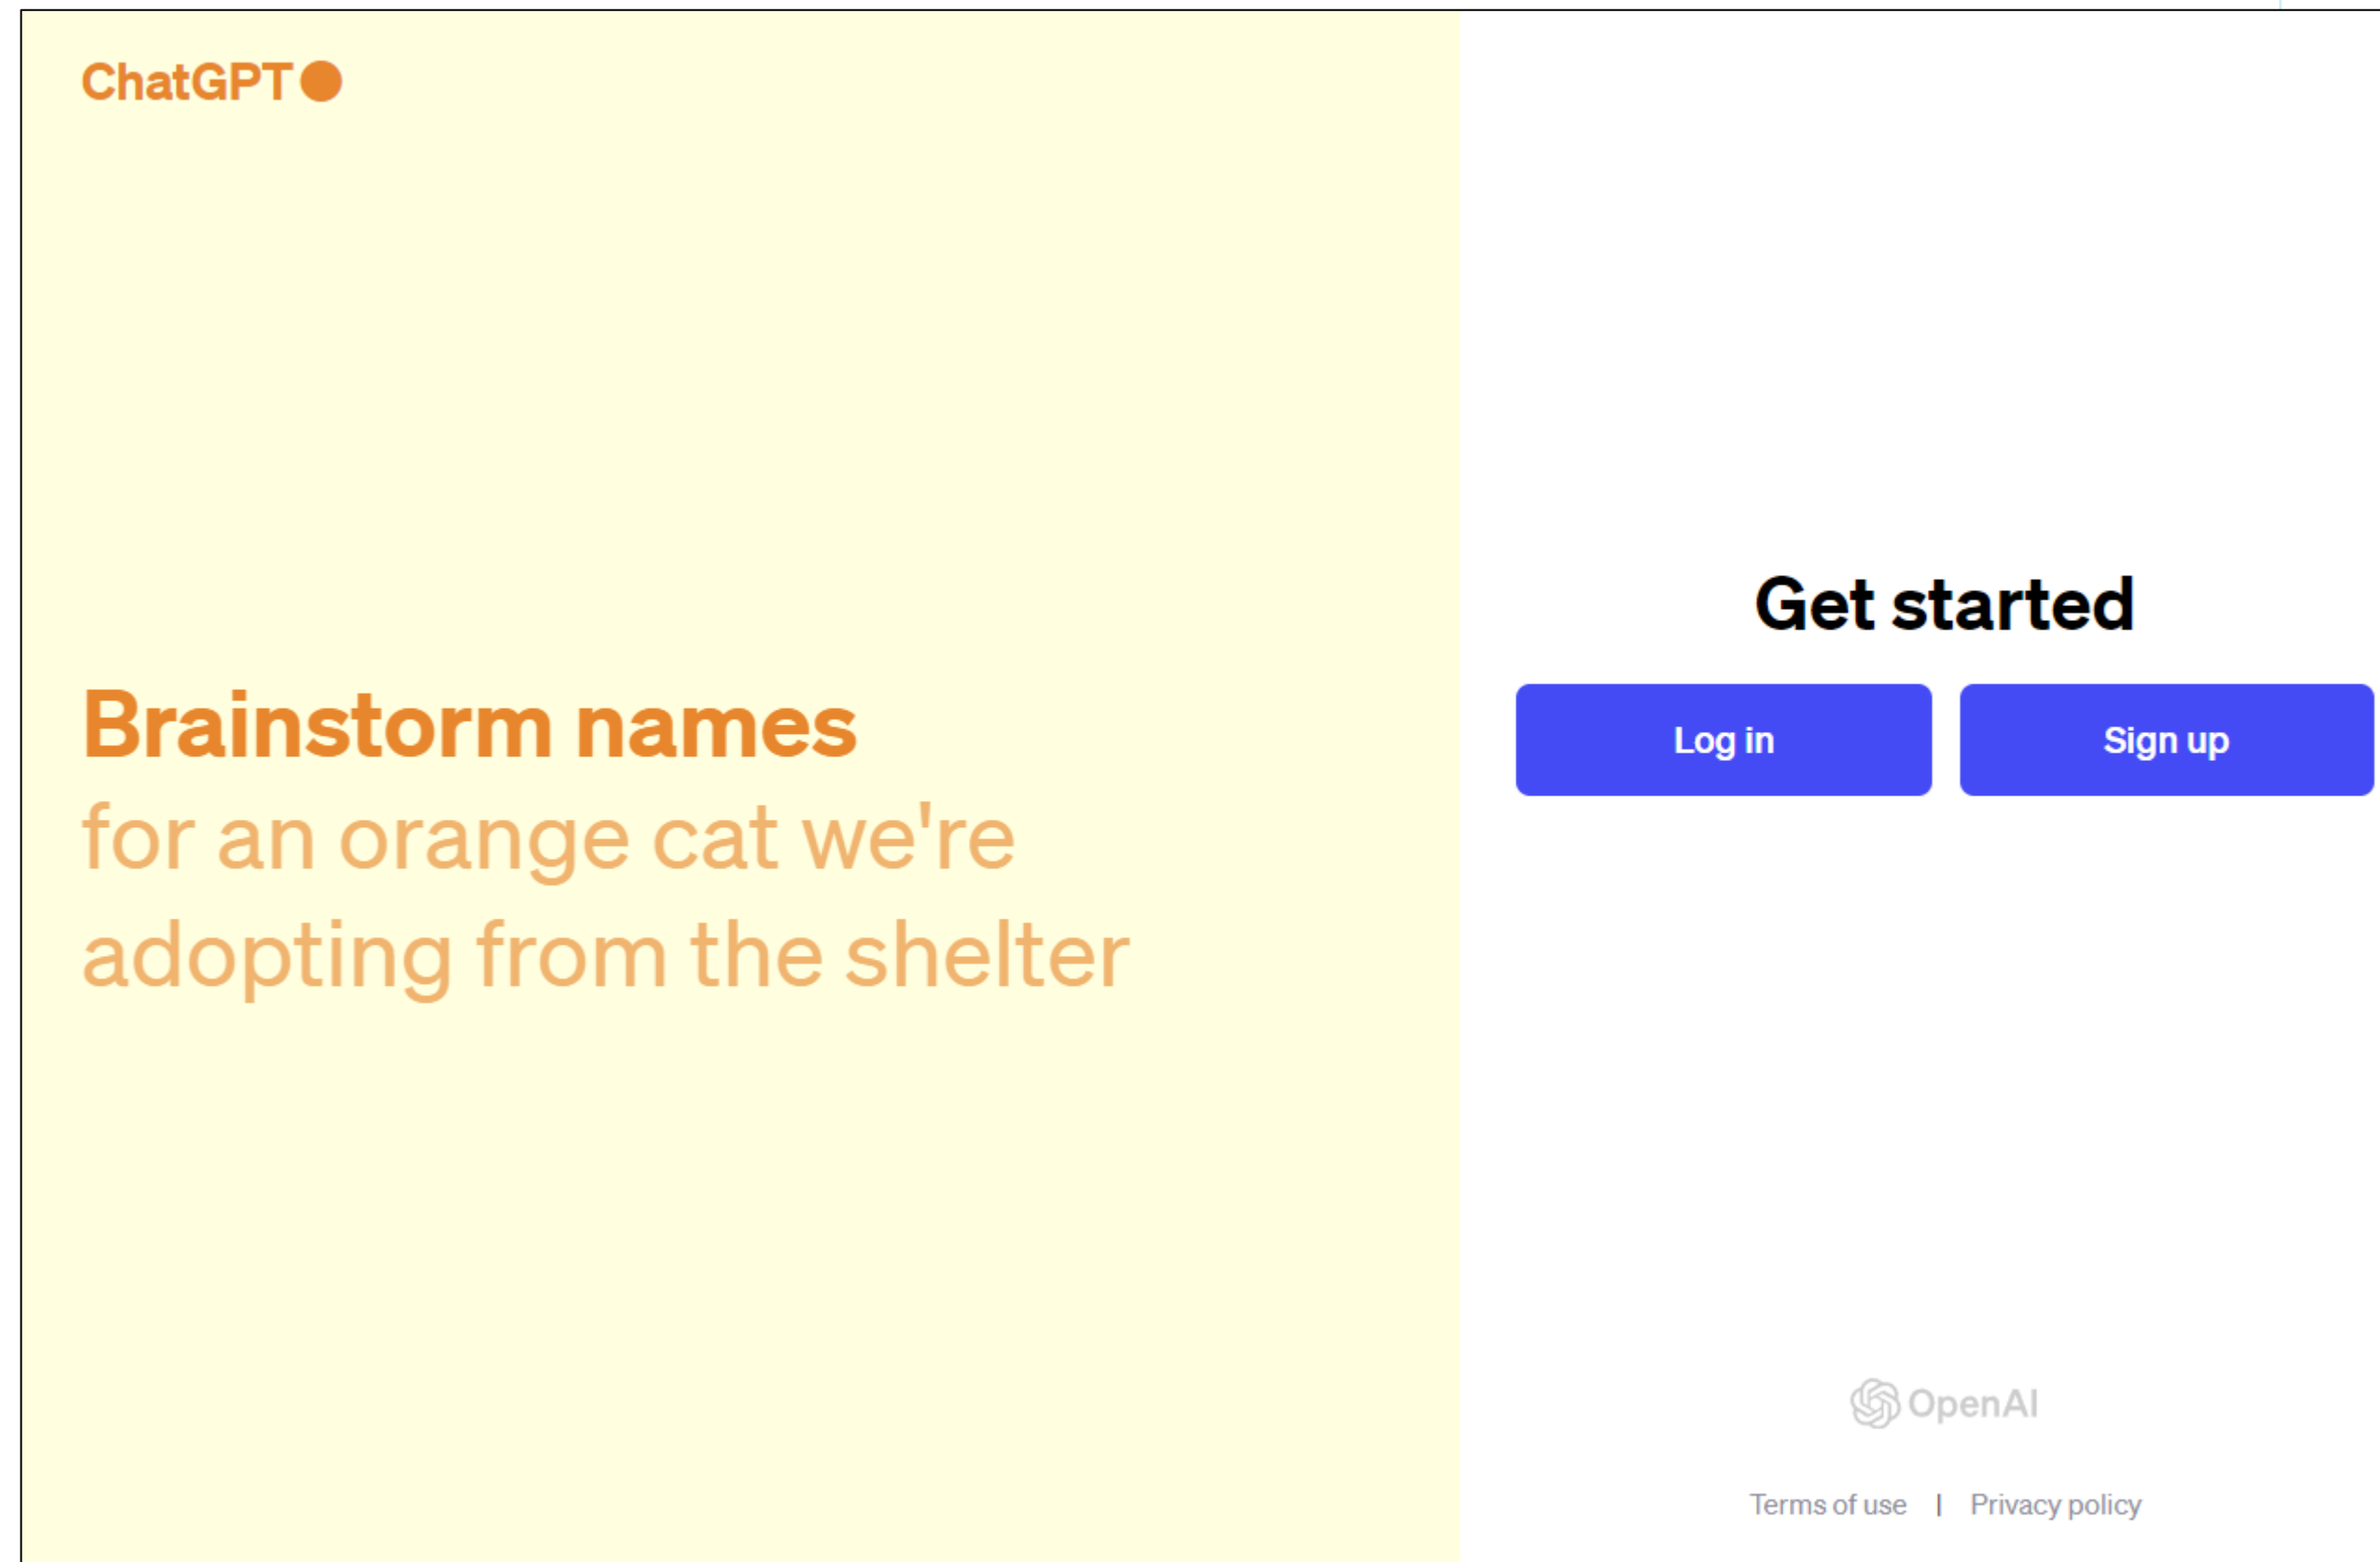 ChatGPT
Brainstorm names
for an orange cat we're
adopting from the shelter
Get started
Log in
Sign up
OpenAI
Terms of use | Privacy policy